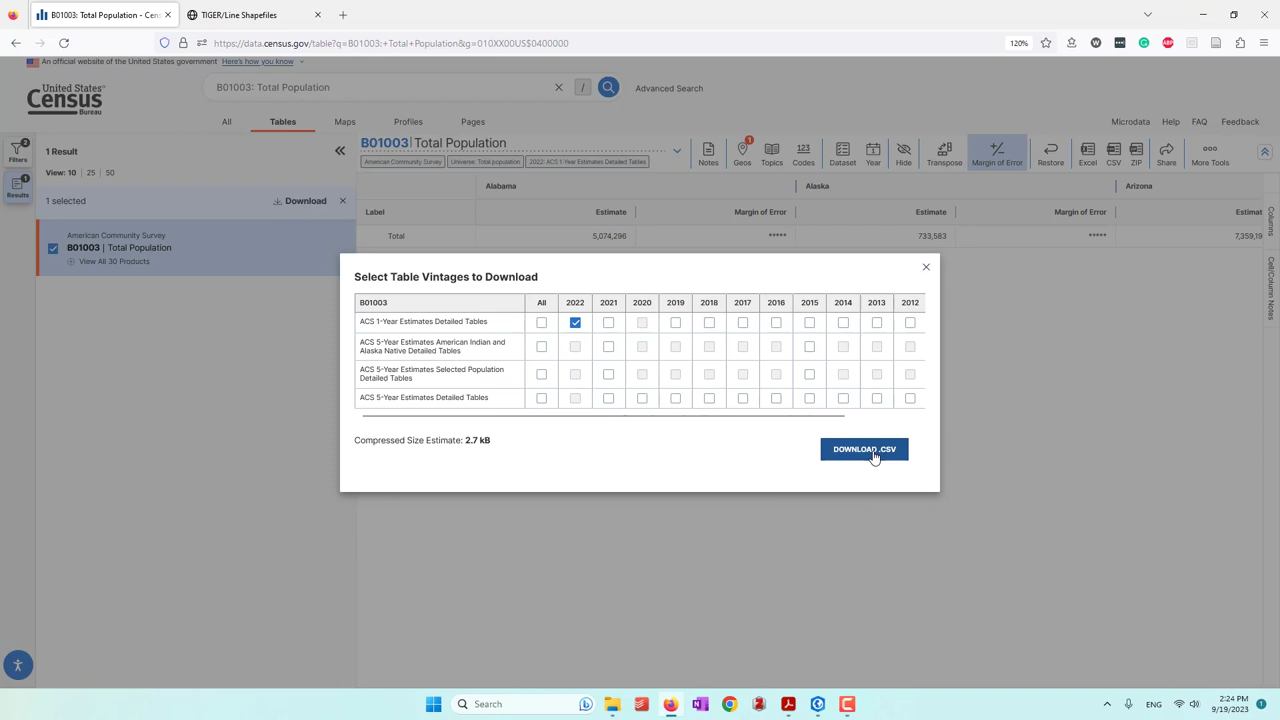 B01003: Total Population - Cens
TIGER/Line Shapefiles
https://data.census.gov/table?q=B01003:+Total+Population&g=010XX00US$0400000
120%
An official website of the United States government
Here's how you know
United States®
Census
Bureau
B01003: Total Population
/
Advanced Search
All
Tables
Maps
Profiles
Pages
Microdata
Help
FAQ
Feedback
2
Filters
1 Result
B01003 | Total Population
American Community Survey
Universe: Total population
2022: ACS 1-Year Estimates Detailed Tables
Notes
1
Geos
Topics
123
Codes
Dataset
Year
Hide
Transpose
Margin of Error
Restore
Excel
CSV
ZIP
Share
More Tools
View: 10 | 25 | 50
1
Results
1 selected
Download
Alabama
Alaska
Arizona
Label
Estimate
Margin of Error
Estimate
Margin of Error
Estimat
Total
5,074,296
*****
733,583
*****
7,359,19
Columns
Cell/Column Notes
American Community Survey
B01003 | Total Population
View All 30 Products
Select Table Vintages to Download
B01003 All 2022 2021 2020 2019 2018 2017 2016 2015 2014 2013 2012
ACS 1-Year Estimates Detailed Tables
ACS 5-Year Estimates American Indian and
Alaska Native Detailed Tables
ACS 5-Year Estimates Selected Population
Detailed Tables
ACS 5-Year Estimates Detailed Tables
Compressed Size Estimate: 2.7 kB
DOWNLOAD .CSV
Search
ENG
2:24 PM
9/19/2023